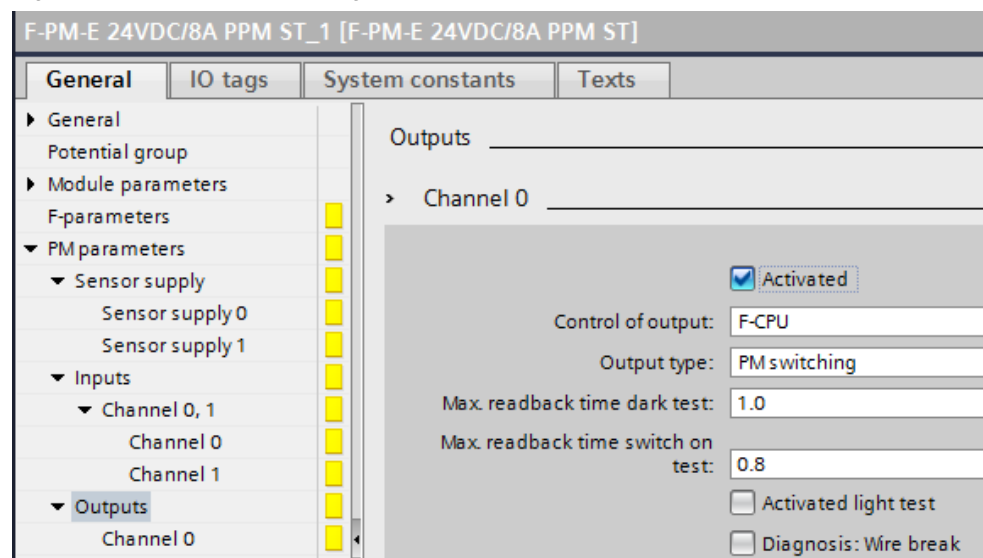 F-PM-E 24VDC/8A PPM ST_1 [F-PM-E 24VDC/8A PPM ST]
General
IO tags
System constants
Texts
General
Potential group
Module parameters
F-parameters
PM parameters
Sensor supply
Sensor supply 0
Sensor supply 1
Inputs
Channel 0, 1
Channel 0
Channel 1
Outputs
Channel 0
Outputs
Channel 0
Activated
Control of output: F-CPU
Output type: PM switching
Max. readback time dark test: 1.0
Max. readback time switch on
test: 0.8
Activated light test
Diagnosis: Wire break